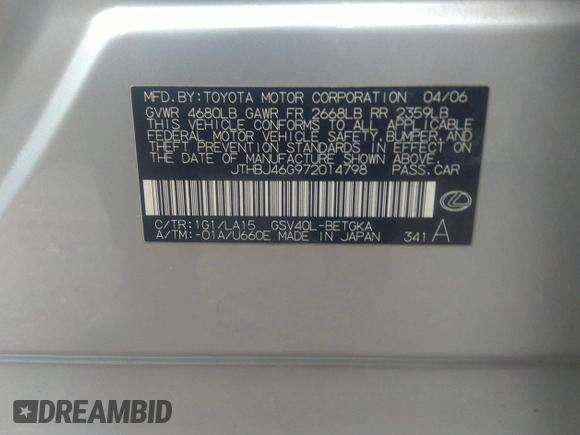 MFD. BY:TOYOTA MOTOR CORPORATION 04/06
GVWR 4680LB GAWR FR 2668LB RR 2359LB
THIS VEHICLE CONFORMS TO ALL APPLICABLE
FEDERAL MOTOR VEHICLE SAFETY,BUMPER,AND
THEFT PREVENTION STANDARDS IN EFFECT ON
THE DATE OF MANUFACTURE SHOWN ABOVE.
JTHBJ46G972014798 PASS.CAR
C/TR:1G1/LA15 GSV40L-BETGKA
A/TM:-01A/U660E MADE IN JAPAN 341 A
DREAMBID